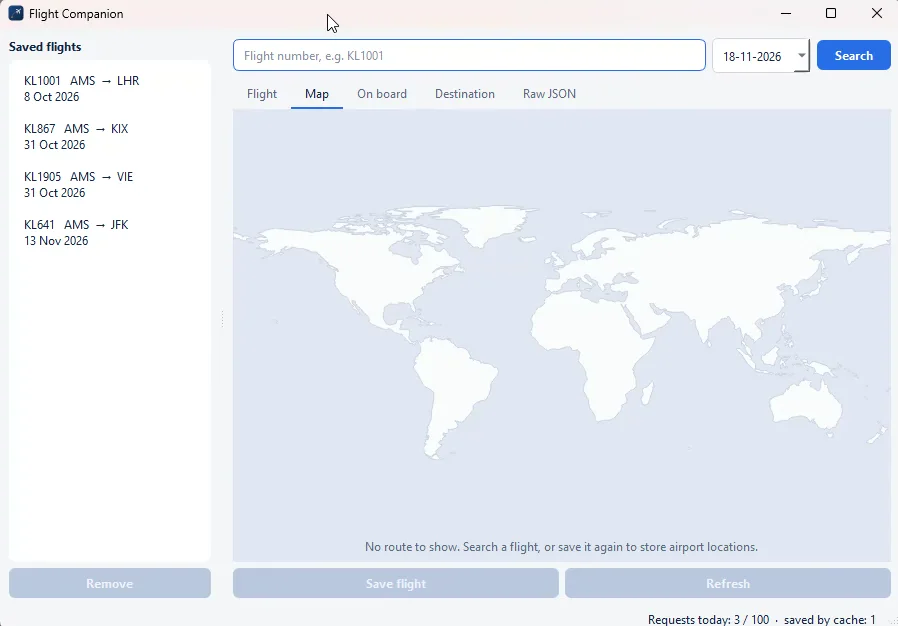 Flight Companion
Saved flights
KL1001 AMS → LHR
8 Oct 2026
KL867 AMS → KIX
31 Oct 2026
KL1905 AMS → VIE
31 Oct 2026
KL641 AMS → JFK
13 Nov 2026
Remove
Flight number, e.g. KL1001
18-11-2026
Search
Flight Map On board Destination Raw JSON
No route to show. Search a flight, or save it again to store airport locations.
Save flight
Refresh
Requests today: 3 / 100 · saved by cache: 1